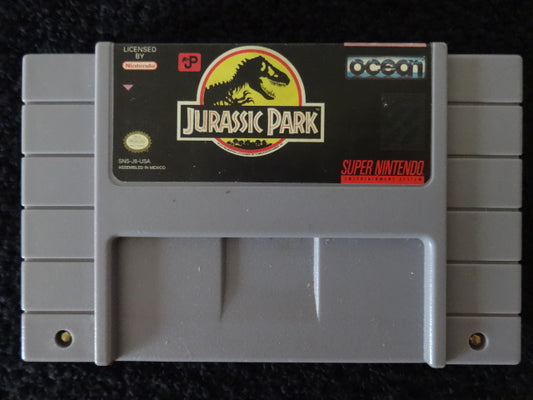 LICENSED
BY
Nintendo
JP
JURASSIC PARK
ocean
SNS-J8-USA
ASSEMBLED IN MEXICO
SUPER NINTENDO
ENTERTAINMENT SYSTEM